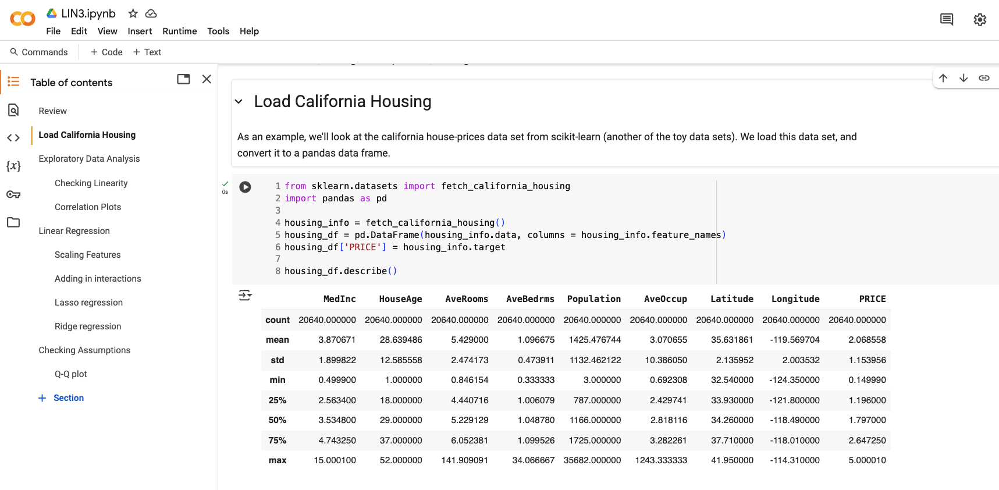 LIN3.ipynb
File Edit View Insert Runtime Tools Help
Commands + Code + Text
Table of contents
Review
Load California Housing
Exploratory Data Analysis
Checking Linearity
Correlation Plots
Linear Regression
Scaling Features
Adding in interactions
Lasso regression
Ridge regression
Checking Assumptions
Q-Q plot
+ Section
Load California Housing
As an example, we'll look at the california house-prices data set from scikit-learn (another of the toy data sets). We load this data set, and
convert it to a pandas data frame.
0s
1 from sklearn.datasets import fetch_california_housing
2 import pandas as pd
3
4 housing_info = fetch_california_housing()
5 housing_df = pd.DataFrame(housing_info.data, columns = housing_info.feature_names)
6 housing_df['PRICE'] = housing_info.target
7
8 housing_df.describe()
MedInc HouseAge AveRooms AveBedrms Population AveOccup Latitude Longitude PRICE
count 20640.000000 20640.000000 20640.000000 20640.000000 20640.000000 20640.000000 20640.000000 20640.000000 20640.000000
mean 3.870671 28.639486 5.429000 1.096675 1425.476744 3.070655 35.631861 -119.569704 2.068558
std 1.899822 12.585558 2.474173 0.473911 1132.462122 10.386050 2.135952 2.003532 1.153956
min 0.499900 1.000000 0.846154 0.333333 3.000000 0.692308 32.540000 -124.350000 0.149990
25% 2.563400 18.000000 4.440716 1.006079 787.000000 2.429741 33.930000 -121.800000 1.196000
50% 3.534800 29.000000 5.229129 1.048780 1166.000000 2.818116 34.260000 -118.490000 1.797000
75% 4.743250 37.000000 6.052381 1.099526 1725.000000 3.282261 37.710000 -118.010000 2.647250
max 15.000100 52.000000 141.909091 34.066667 35682.000000 1243.333333 41.950000 -114.310000 5.000010